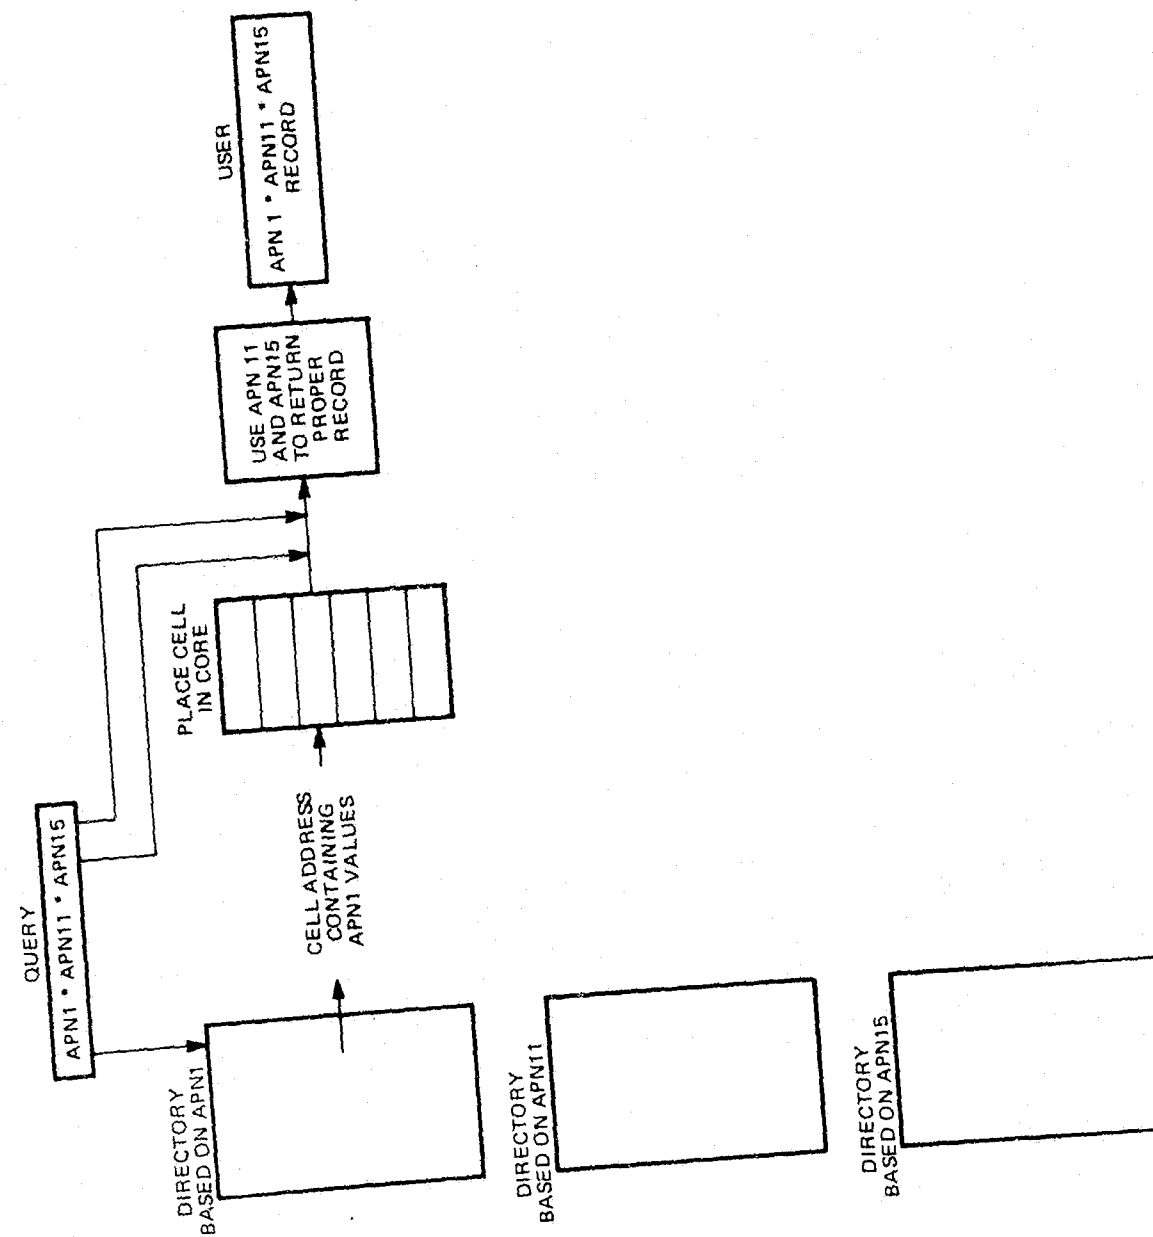 QUERY
APN1 * APN11 * APN15
DIRECTORY
BASED ON APN1
CELL ADDRESS
CONTAINING
APN1 VALUES
PLACE CELL
IN CORE
USE APN 11
AND APN15
TO RETURN
PROPER
RECORD
USER
APN 1 * APN11 * APN15
RECORD
DIRECTORY
BASED ON APN11
DIRECTORY
BASED ON APN15